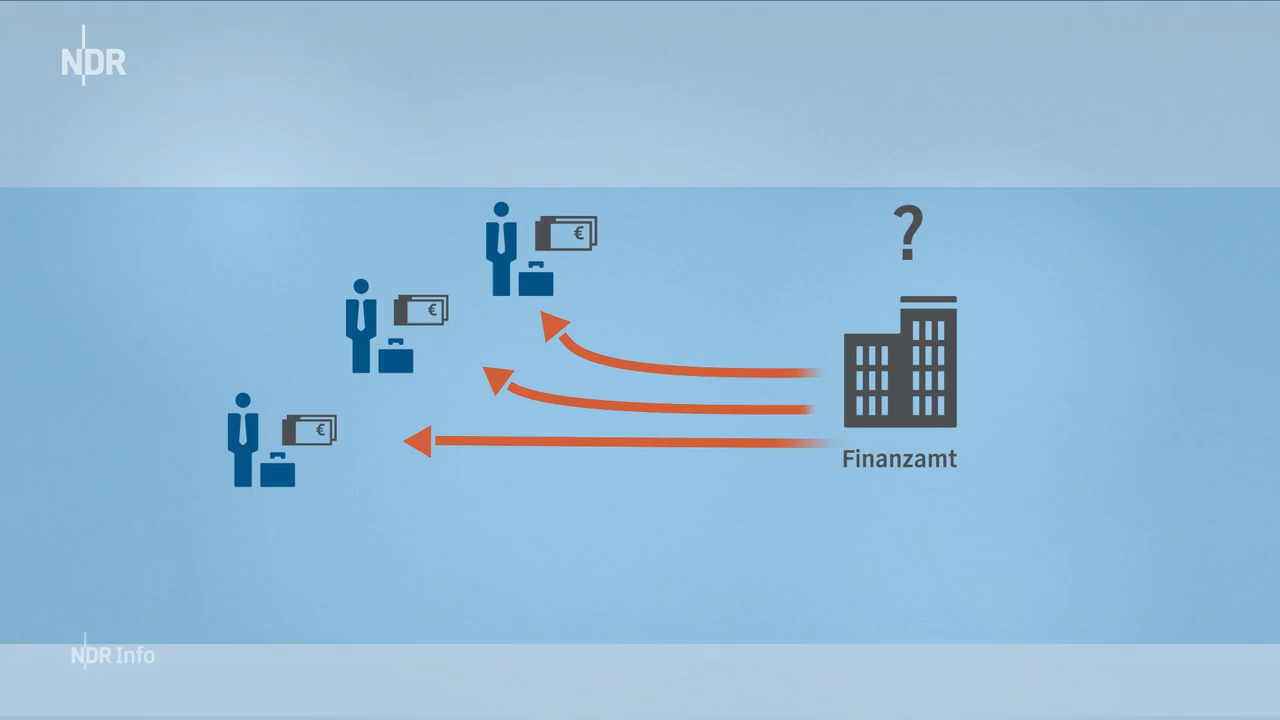 NDR
?
€
€
€
Finanzamt
NDR Info